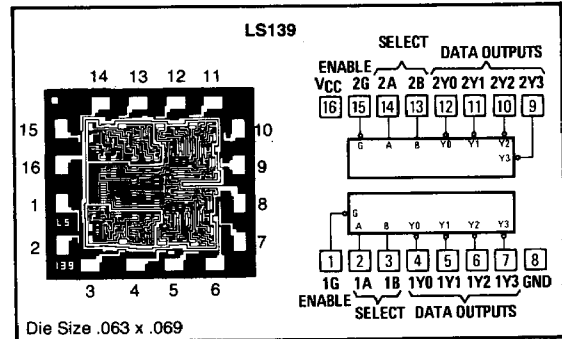 LS139
14 13 12 11
15
16
1
2
10
9
8
7
3 4 5 6
LS
139
Die Size .063 x .069
SELECT DATA OUTPUTS
ENABLE
VCC 2G 2A 2B 2Y0 2Y1 2Y2 2Y3
16 15 14 13 12 11 10 9
G A B Y0 Y1 Y2
Y3
G
A B Y0 Y1 Y2 Y3
1 2 3 4 5 6 7 8
1G 1A 1B 1Y0 1Y1 1Y2 1Y3 GND
ENABLE
SELECT DATA OUTPUTS